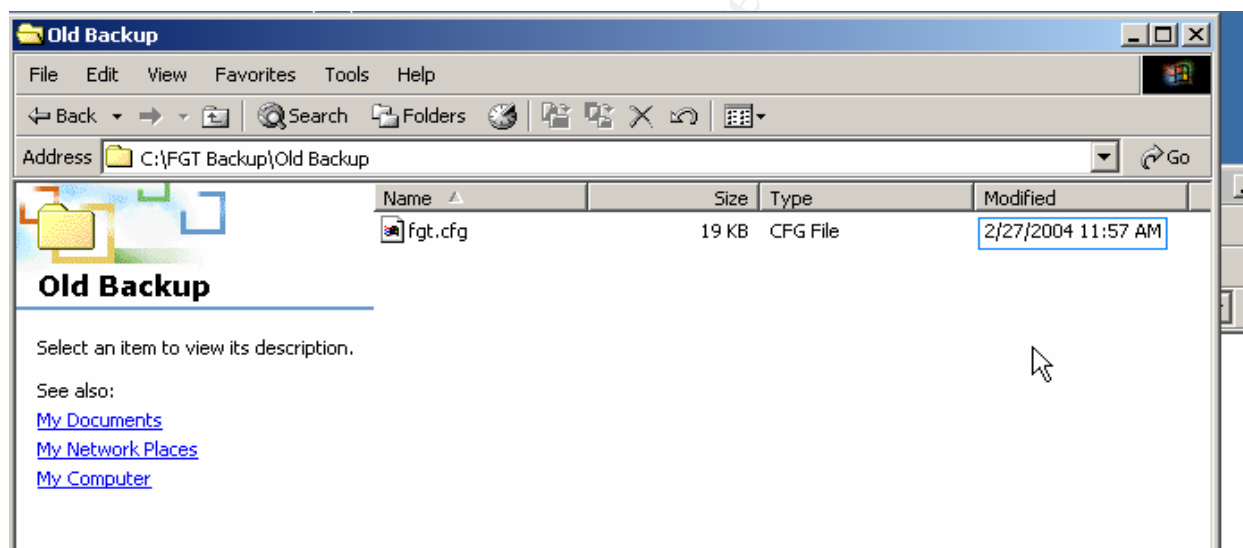 Old Backup
File Edit View Favorites Tools Help
Back Search Folders
Address C:\FGT Backup\Old Backup Go
Name Size Type Modified
fgt.cfg 19 KB CFG File 2/27/2004 11:57 AM
Old Backup
Select an item to view its description.
See also:
My Documents
My Network Places
My Computer